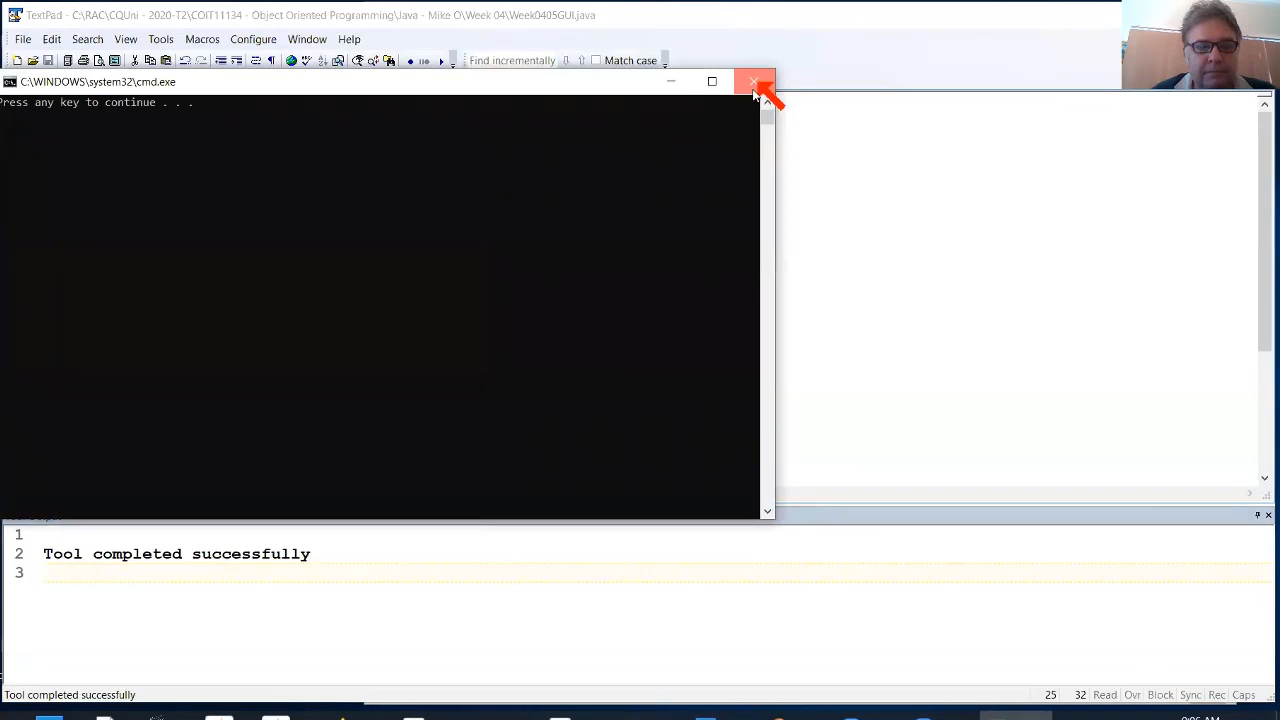 TextPad - C:\RAC\CQUni - 2020-T2\COIT11134 - Object Oriented Programming\Java - Mike O\Week 04\Week0405GUI.java
File Edit Search View Tools Macros Configure Window Help
Find incrementally Match case
C:\WINDOWS\system32\cmd.exe
Press any key to continue . . .
1
2 Tool completed successfully
3
Tool completed successfully 25 32 Read Ovr Block Sync Rec Caps